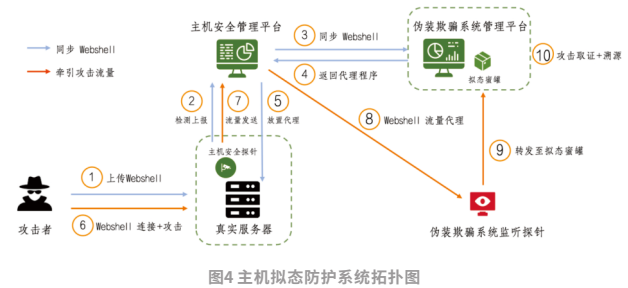 主机安全管理平台
伪装欺骗系统管理平台
同步 Webshell
牵引攻击流量
3 同步 Webshell
4 返回代理程序
拟态蜜罐
10 攻击取证+溯源
2 检测上报
7 流量发送
5 放置代理
8 Webshell 流量代理
9 转发至拟态蜜罐
主机安全探针
1 上传Webshell
6 Webshell 连接+攻击
攻击者
真实服务器
伪装欺骗系统监听探针
图4 主机拟态防护系统拓扑图